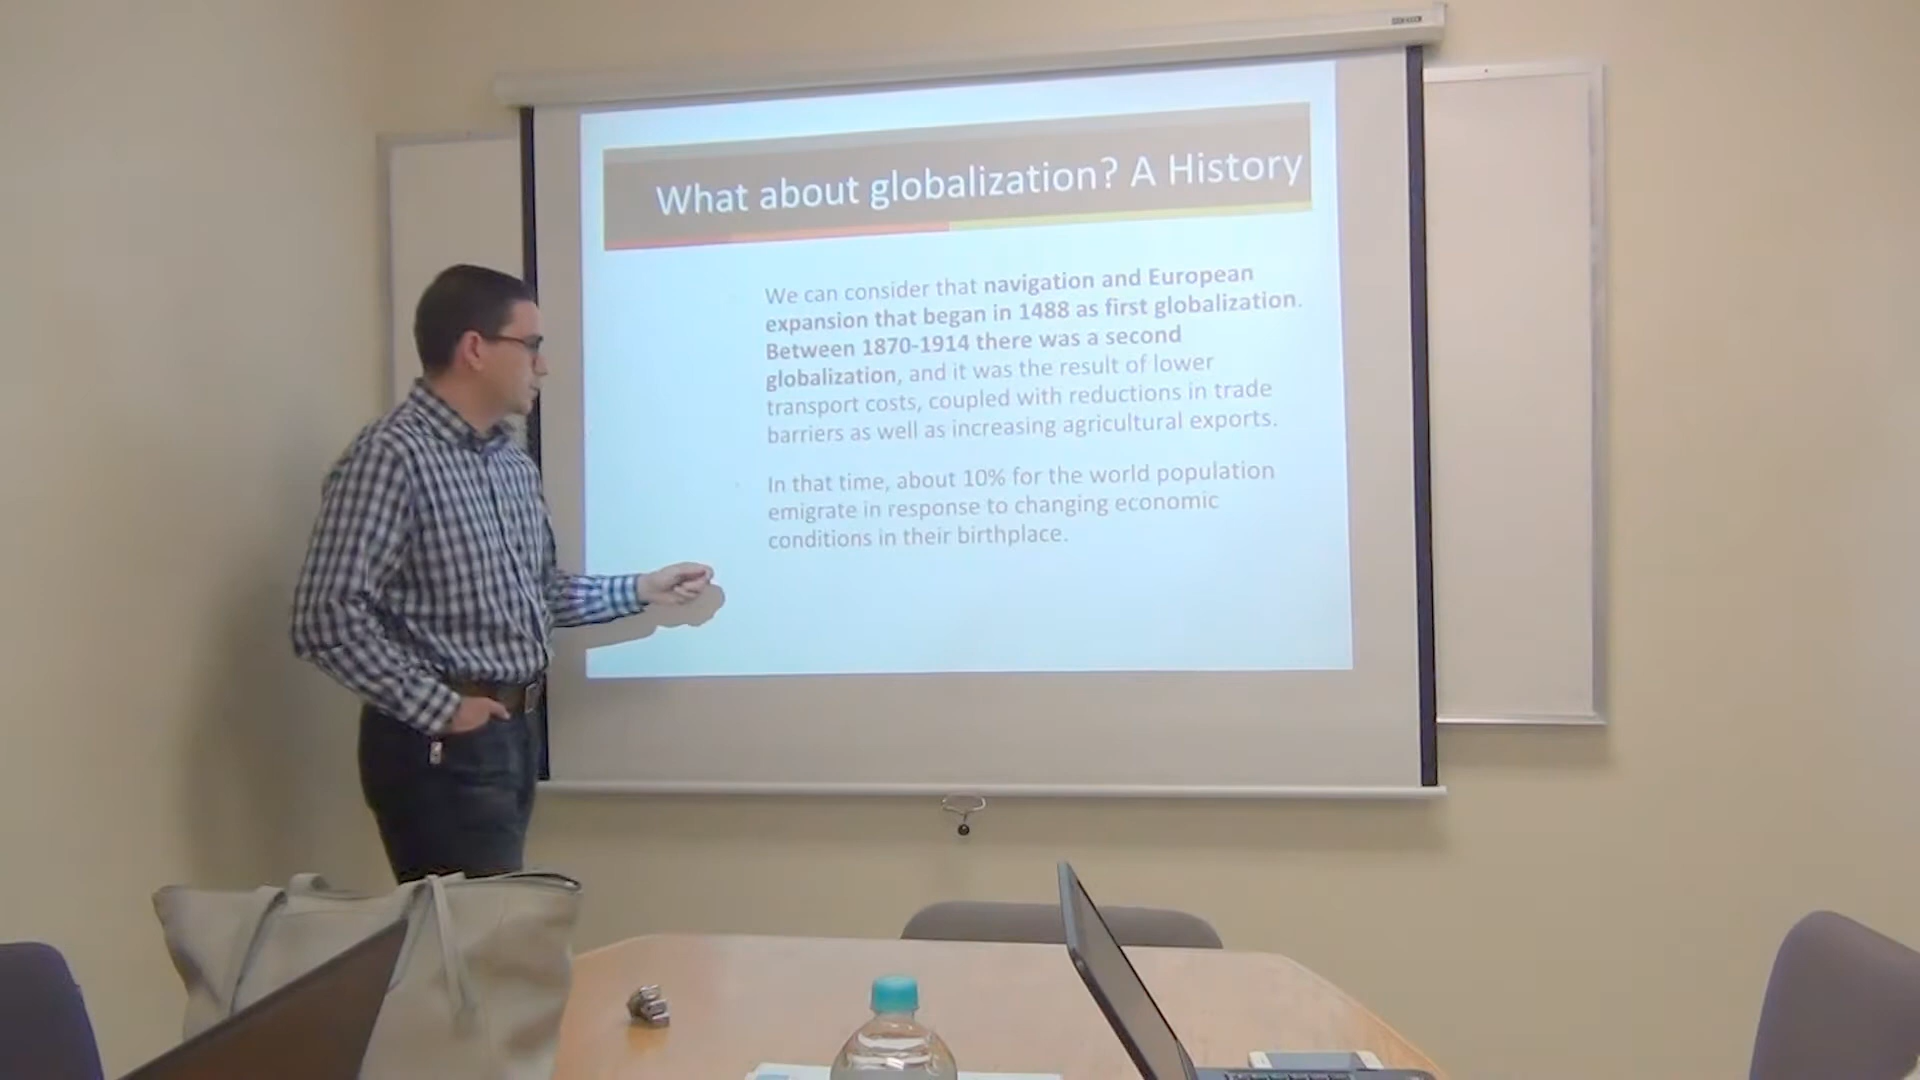 What about globalization? A History
We can consider that navigation and European
expansion that began in 1488 as first globalization.
Between 1870-1914 there was a second
globalization, and it was the result of lower
transport costs, coupled with reductions in trade
barriers as well as increasing agricultural exports.
In that time, about 10% for the world population
emigrate in response to changing economic
conditions in their birthplace.